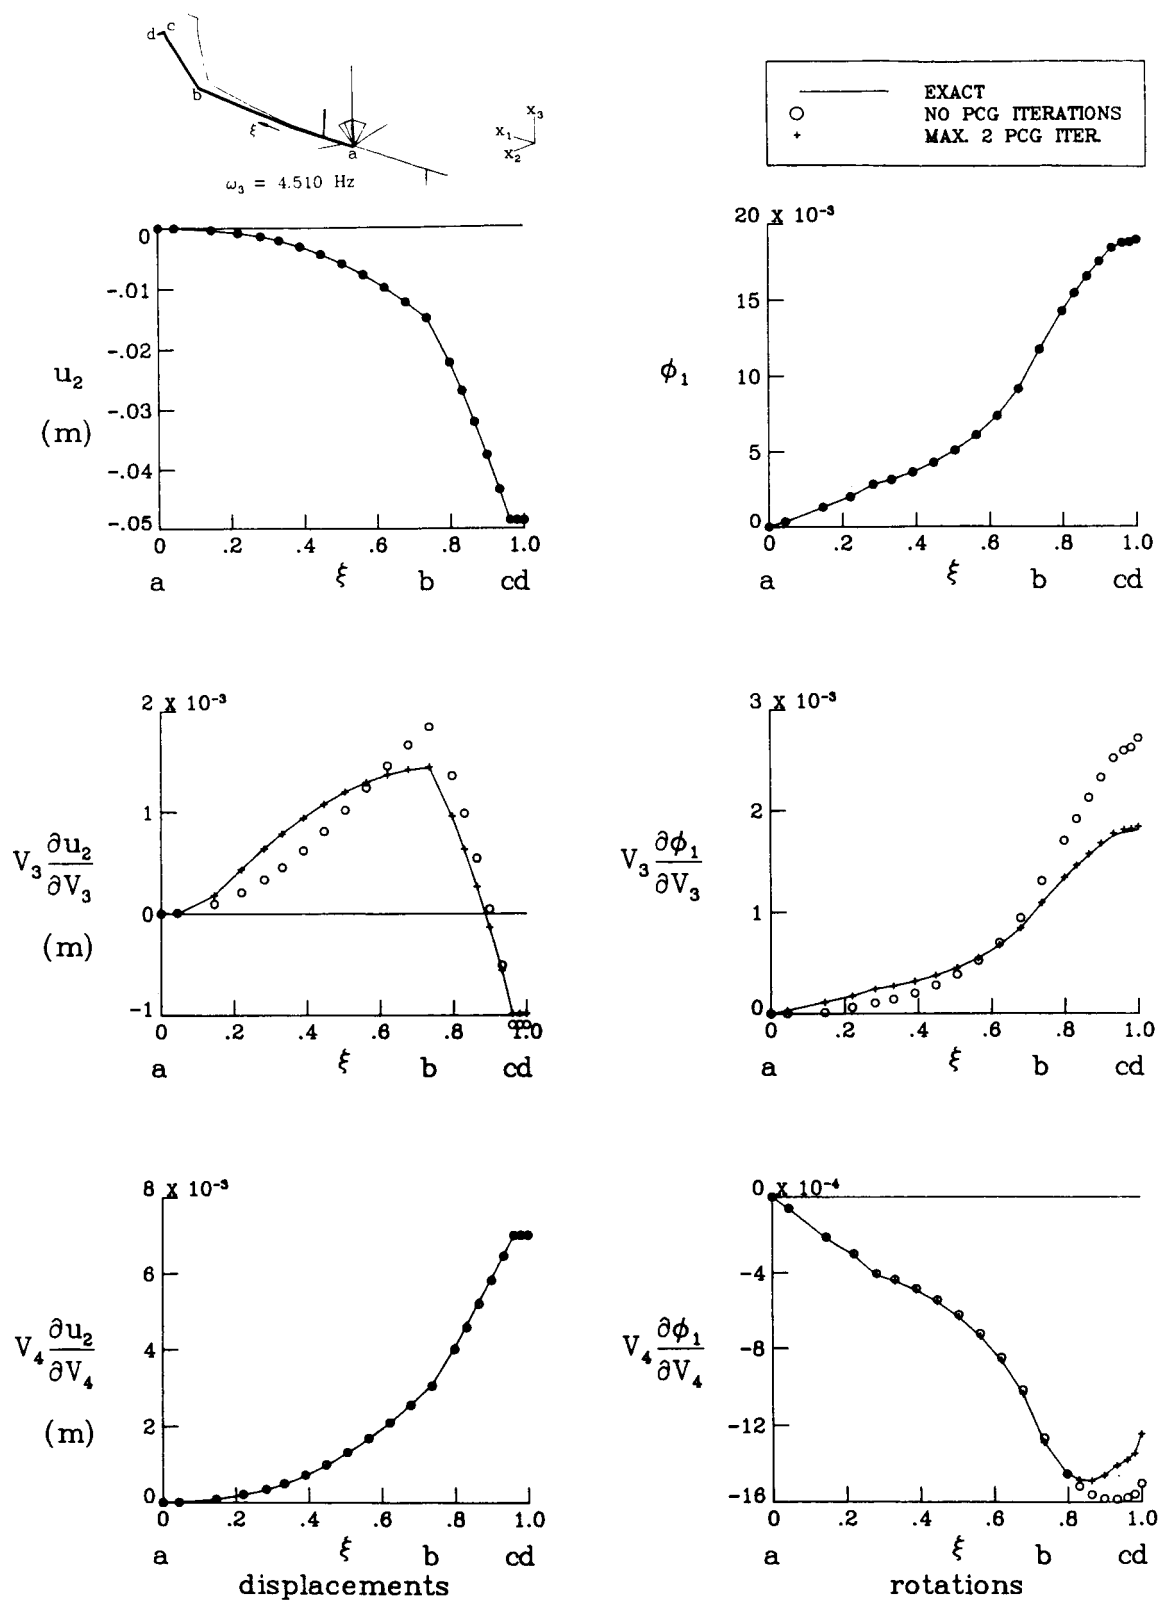 d c
b
ξ
a
x₃
x₁
x₂
ω₃ = 4.510 Hz
EXACT
NO PCG ITERATIONS
MAX. 2 PCG ITER.
0
-.01
-.02
-.03
-.04
-.05
u₂
(m)
0 .2 .4 .6 .8 1.0
a ξ b cd
20 X 10⁻³
15
10
5
0
ϕ₁
0 .2 .4 .6 .8 1.0
a ξ b cd
2 X 10⁻³
1
0
-1
V₃ ∂u₂/∂V₃
(m)
0 .2 .4 .6 .8 1.0
a ξ b cd
3 X 10⁻³
2
1
0
V₃ ∂ϕ₁/∂V₃
0 .2 .4 .6 .8 1.0
a ξ b cd
8 X 10⁻³
6
4
2
0
V₄ ∂u₂/∂V₄
(m)
0 .2 .4 .6 .8 1.0
a ξ b cd
displacements
0 X 10⁻⁴
-4
-8
-12
-16
V₄ ∂ϕ₁/∂V₄
0 .2 .4 .6 .8 1.0
a ξ b cd
rotations